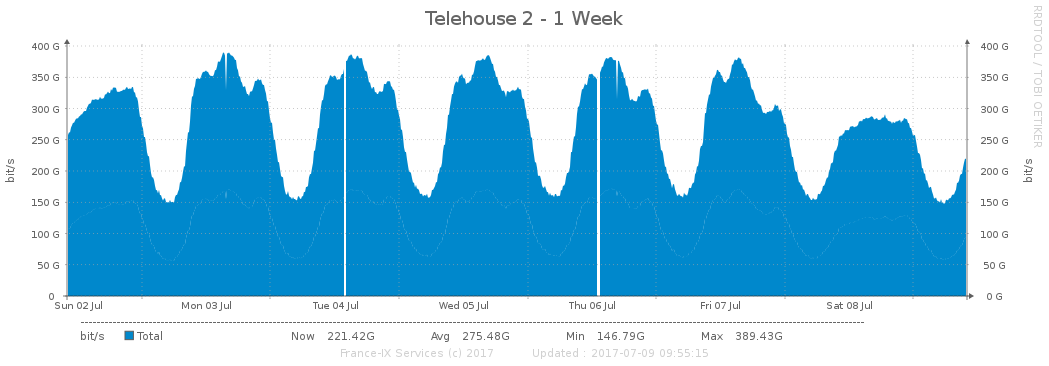 Telehouse 2 - 1 Week
RRDTOOL / TOBI OETIKER
bit/s
400 G
350 G
300 G
250 G
200 G
150 G
100 G
50 G
0
400 G
350 G
300 G
250 G
200 G
150 G
100 G
50 G
0 G
bit/s
Sun 02 Jul Mon 03 Jul Tue 04 Jul Wed 05 Jul Thu 06 Jul Fri 07 Jul Sat 08 Jul
bit/s Total Now 221.42G Avg 275.48G Min 146.79G Max 389.43G
France-IX Services (c) 2017 Updated : 2017-07-09 09:55:15